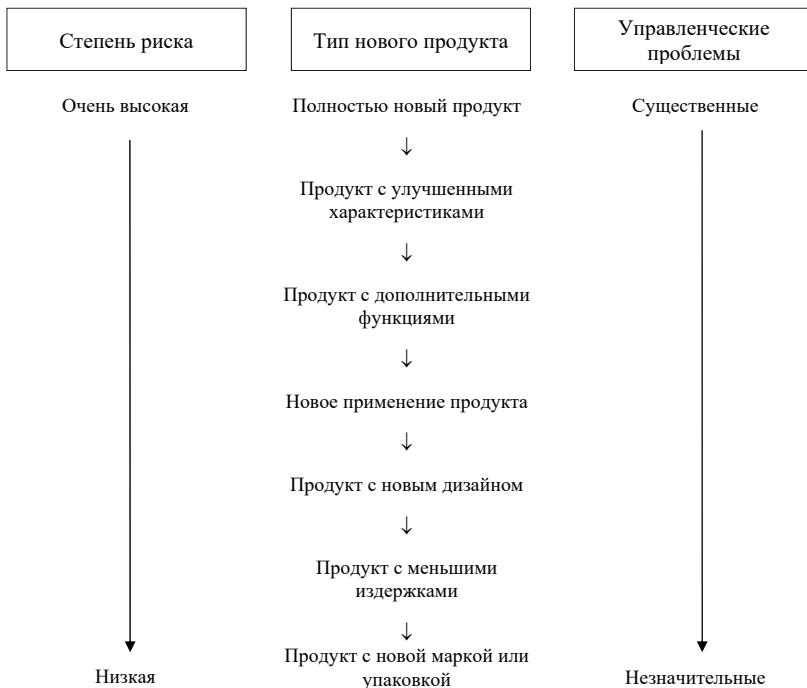 Степень риска
Тип нового продукта
Управленческие
проблемы
Очень высокая
Полностью новый продукт
Существенные
↓
Продукт с улучшенными
характеристиками
↓
Продукт с дополнительными
функциями
↓
Новое применение продукта
↓
Продукт с новым дизайном
↓
Продукт с меньшими
издержками
↓
Продукт с новой маркой или
упаковкой
Низкая
Незначительные